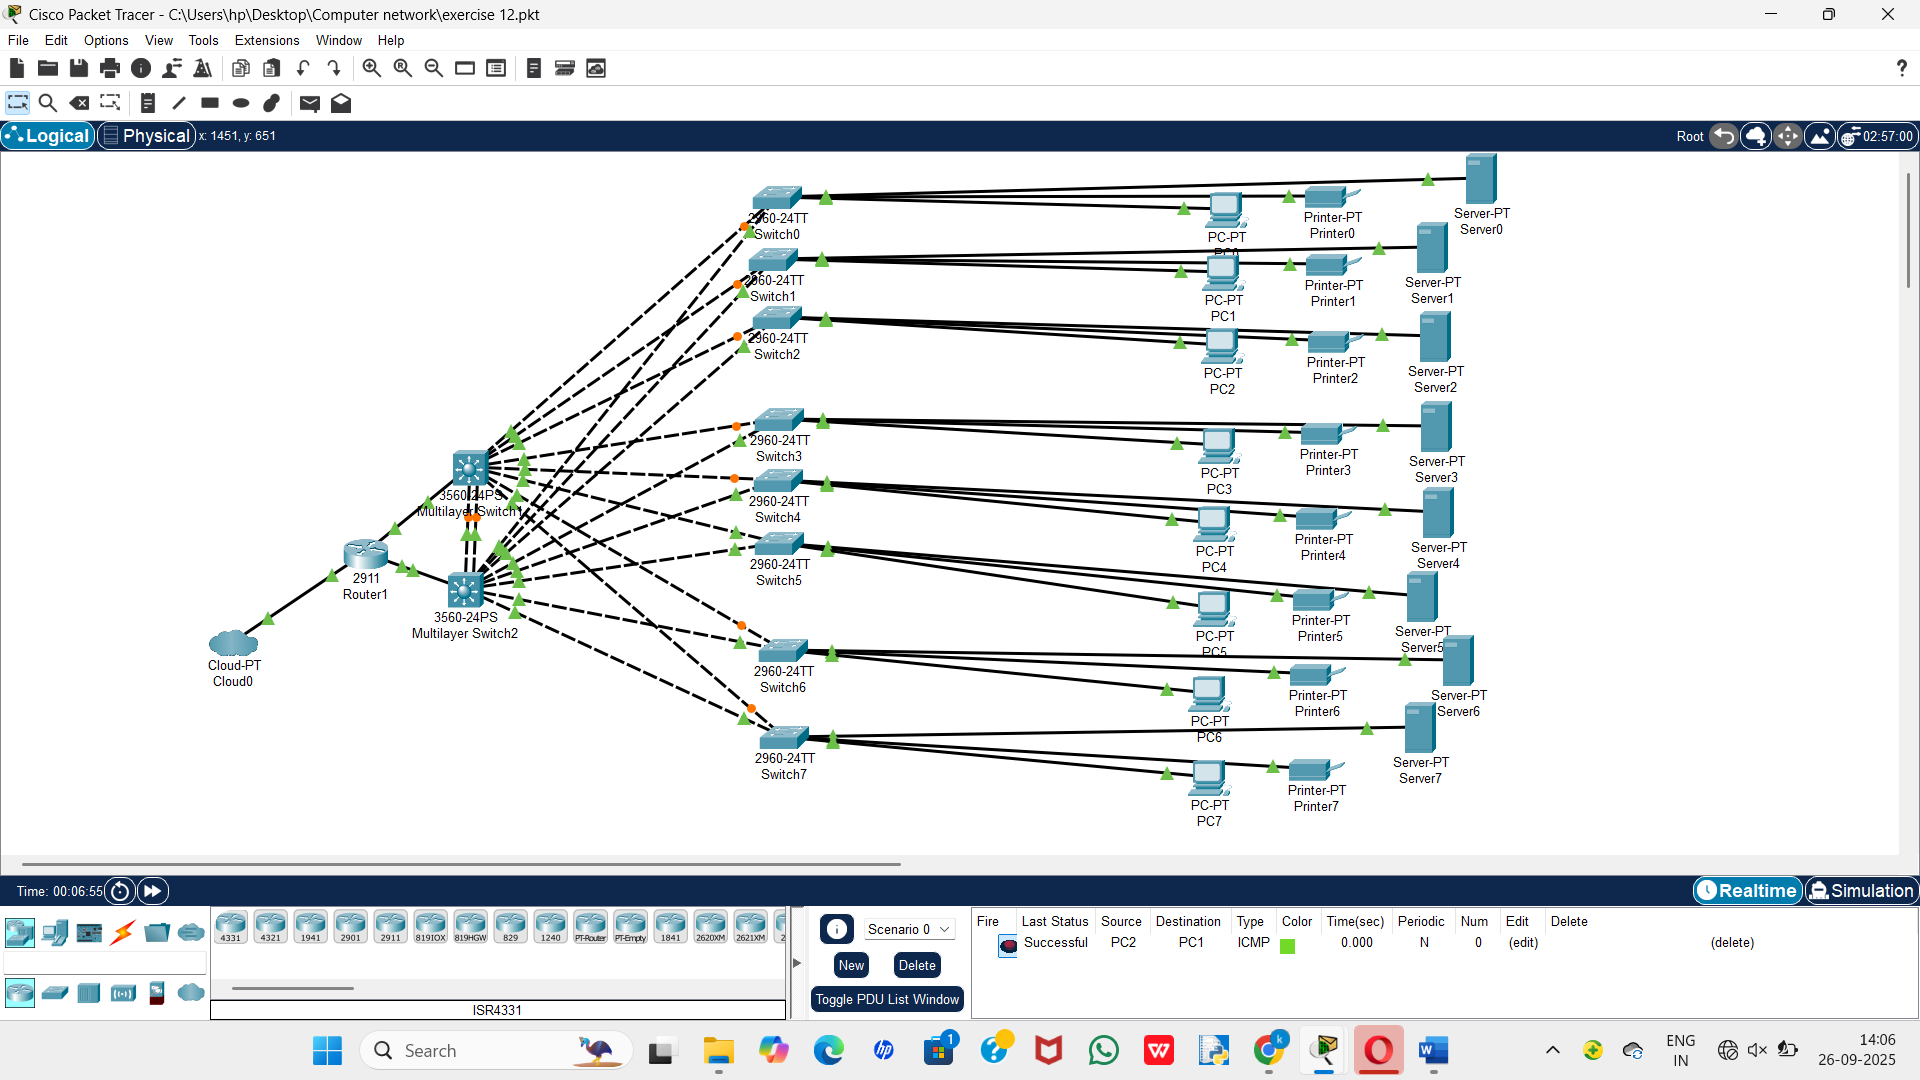 Cisco Packet Tracer - C:\Users\hp\Desktop\Computer network\exercise 12.pkt
File Edit Options View Tools Extensions Window Help
Logical Physical x: 1451, y: 651 Root 02:57:00
2960-24TT
Switch0
PC-PT
Printer-PT
Printer0
Server-PT
Server0
2960-24TT
Switch1
PC-PT
PC1
Printer-PT
Printer1
Server-PT
Server1
2960-24TT
Switch2
PC-PT
PC2
Printer-PT
Printer2
Server-PT
Server2
2960-24TT
Switch3
PC-PT
PC3
Printer-PT
Printer3
Server-PT
Server3
3560-24PS
Multilayer Switch1
2960-24TT
Switch4
PC-PT
PC4
Printer-PT
Printer4
Server-PT
Server4
2911
Router1
2960-24TT
Switch5
PC-PT
PC5
Printer-PT
Printer5
Server-PT
Server5
3560-24PS
Multilayer Switch2
Cloud-PT
Cloud0
2960-24TT
Switch6
PC-PT
PC6
Printer-PT
Printer6
Server-PT
Server6
2960-24TT
Switch7
PC-PT
PC7
Printer-PT
Printer7
Server-PT
Server7
Time: 00:06:55 Realtime Simulation
4331 4321 1941 2901 2911 819IOX 819HGW 829 1240 PT-Router PT-Empty 1841 2620XM 2621XM
ISR4331
Scenario 0
New Delete
Toggle PDU List Window
Fire Last Status Source Destination Type Color Time(sec) Periodic Num Edit Delete
Successful PC2 PC1 ICMP 0.000 N 0 (edit) (delete)
Search
1
ENG
IN
14:06
26-09-2025